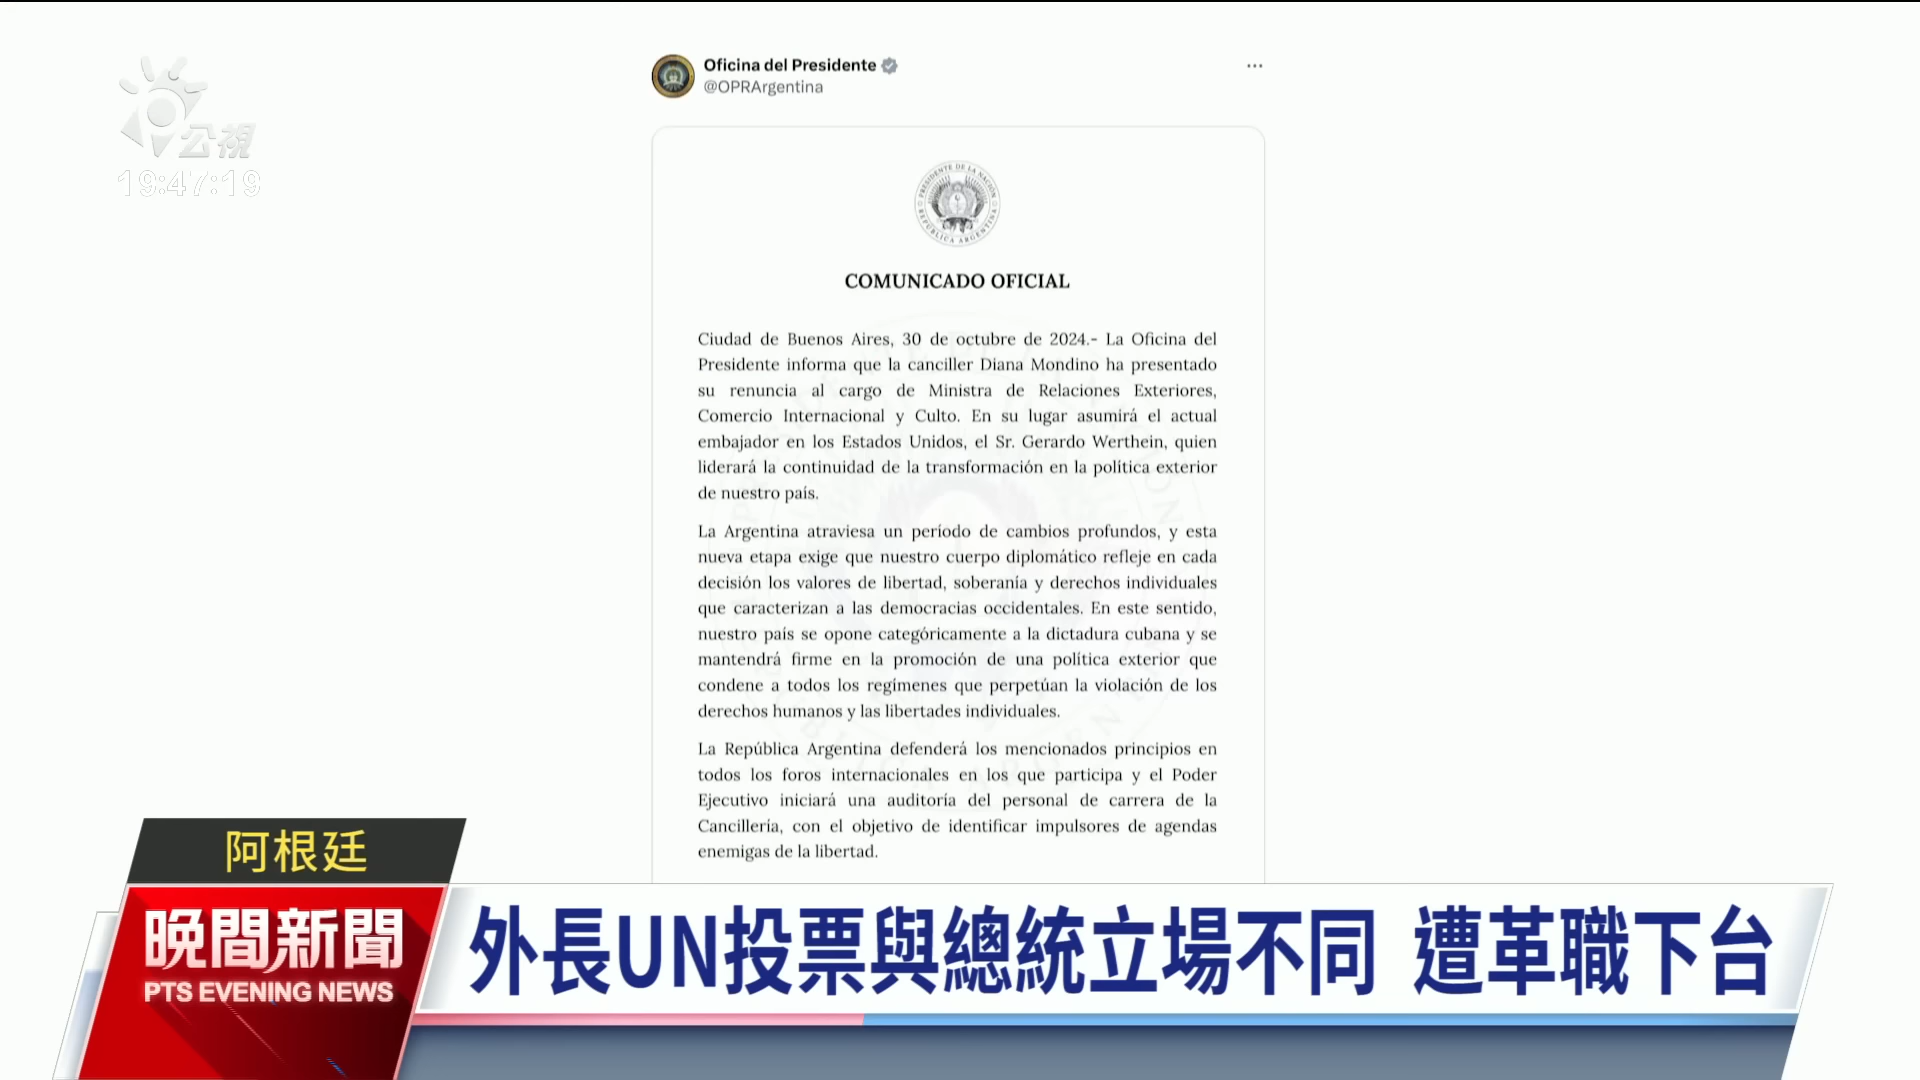 公視
19:47:19
Oficina del Presidente
@OPRArgentina
PRESIDENTE DE LA NACIÓN
REPÚBLICA ARGENTINA
COMUNICADO OFICIAL
Ciudad de Buenos Aires, 30 de octubre de 2024.- La Oficina del
Presidente informa que la canciller Diana Mondino ha presentado
su renuncia al cargo de Ministra de Relaciones Exteriores,
Comercio Internacional y Culto. En su lugar asumirá el actual
embajador en los Estados Unidos, el Sr. Gerardo Werthein, quien
liderará la continuidad de la transformación en la política exterior
de nuestro país.
La Argentina atraviesa un período de cambios profundos, y esta
nueva etapa exige que nuestro cuerpo diplomático refleje en cada
decisión los valores de libertad, soberanía y derechos individuales
que caracterizan a las democracias occidentales. En este sentido,
nuestro país se opone categóricamente a la dictadura cubana y se
mantendrá firme en la promoción de una política exterior que
condene a todos los regímenes que perpetúan la violación de los
derechos humanos y las libertades individuales.
La República Argentina defenderá los mencionados principios en
todos los foros internacionales en los que participa y el Poder
Ejecutivo iniciará una auditoría del personal de carrera de la
Cancillería, con el objetivo de identificar impulsores de agendas
enemigas de la libertad.
阿根廷
晚間新聞
PTS EVENING NEWS
外長UN投票與總統立場不同 遭革職下台